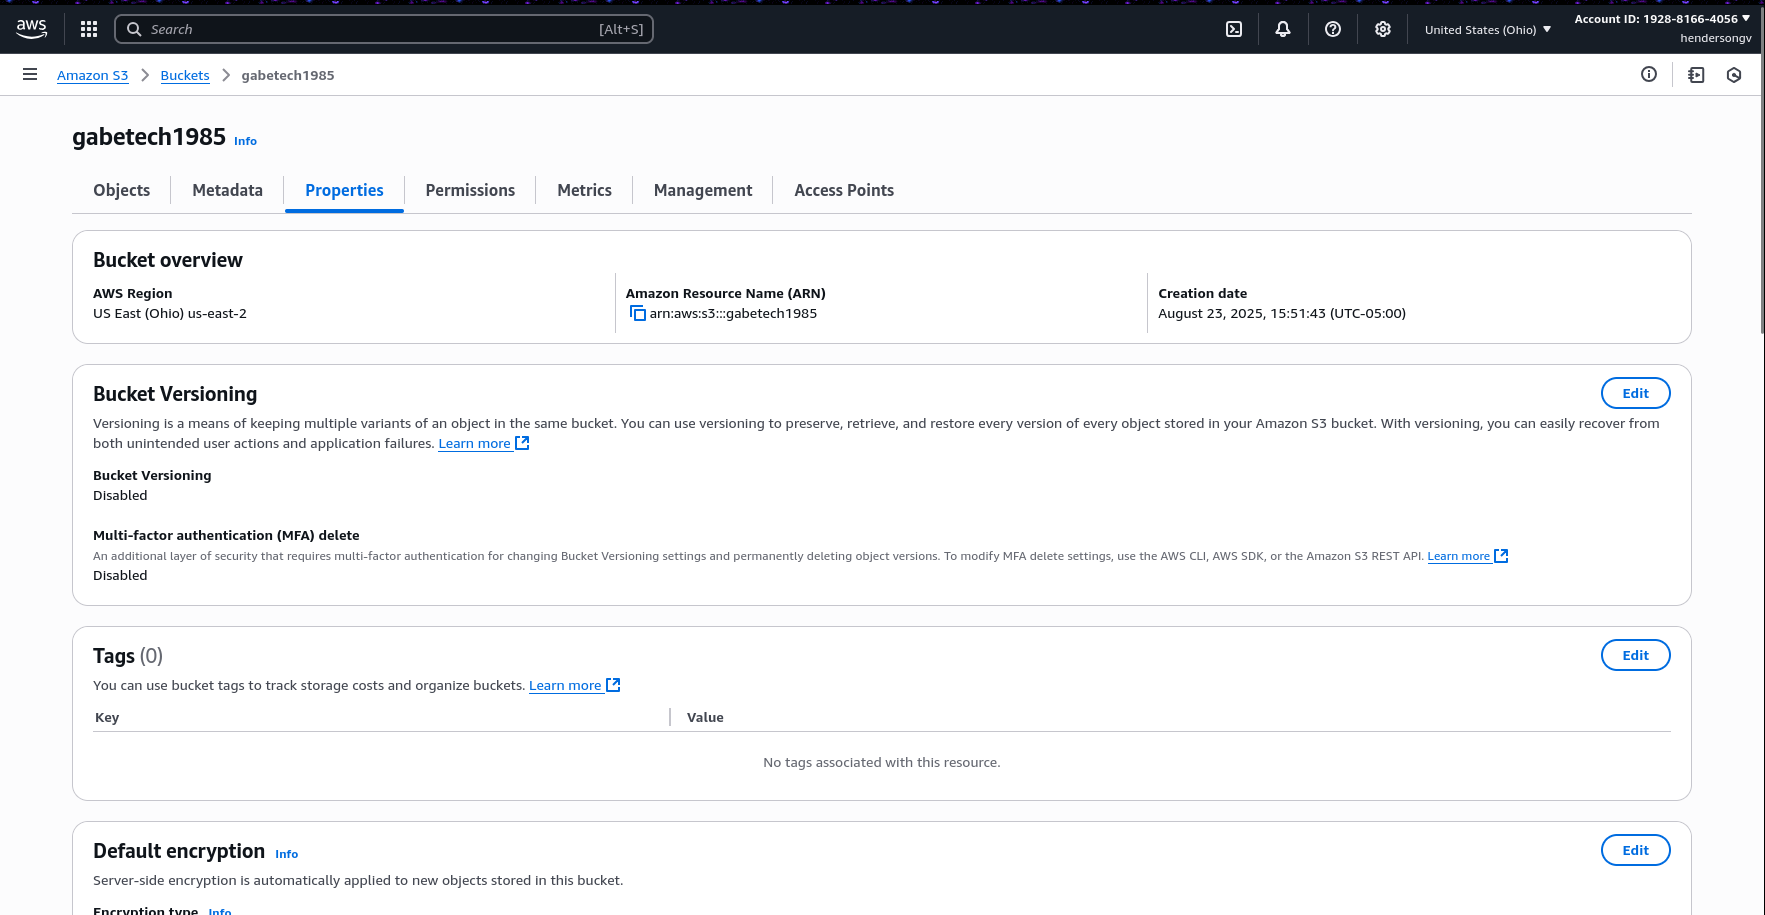 aws
Search [Alt+S]
United States (Ohio)
Account ID: 1928-8166-4056
hendersongv
Amazon S3 Buckets gabetech1985
gabetech1985 Info
Objects Metadata Properties Permissions Metrics Management Access Points
Bucket overview
AWS Region
US East (Ohio) us-east-2
Amazon Resource Name (ARN)
arn:aws:s3:::gabetech1985
Creation date
August 23, 2025, 15:51:43 (UTC-05:00)
Bucket Versioning
Edit
Versioning is a means of keeping multiple variants of an object in the same bucket. You can use versioning to preserve, retrieve, and restore every version of every object stored in your Amazon S3 bucket. With versioning, you can easily recover from
both unintended user actions and application failures. Learn more
Bucket Versioning
Disabled
Multi-factor authentication (MFA) delete
An additional layer of security that requires multi-factor authentication for changing Bucket Versioning settings and permanently deleting object versions. To modify MFA delete settings, use the AWS CLI, AWS SDK, or the Amazon S3 REST API. Learn more
Disabled
Tags (0)
Edit
You can use bucket tags to track storage costs and organize buckets. Learn more
Key Value
No tags associated with this resource.
Default encryption Info
Edit
Server-side encryption is automatically applied to new objects stored in this bucket.
Encryption type Info